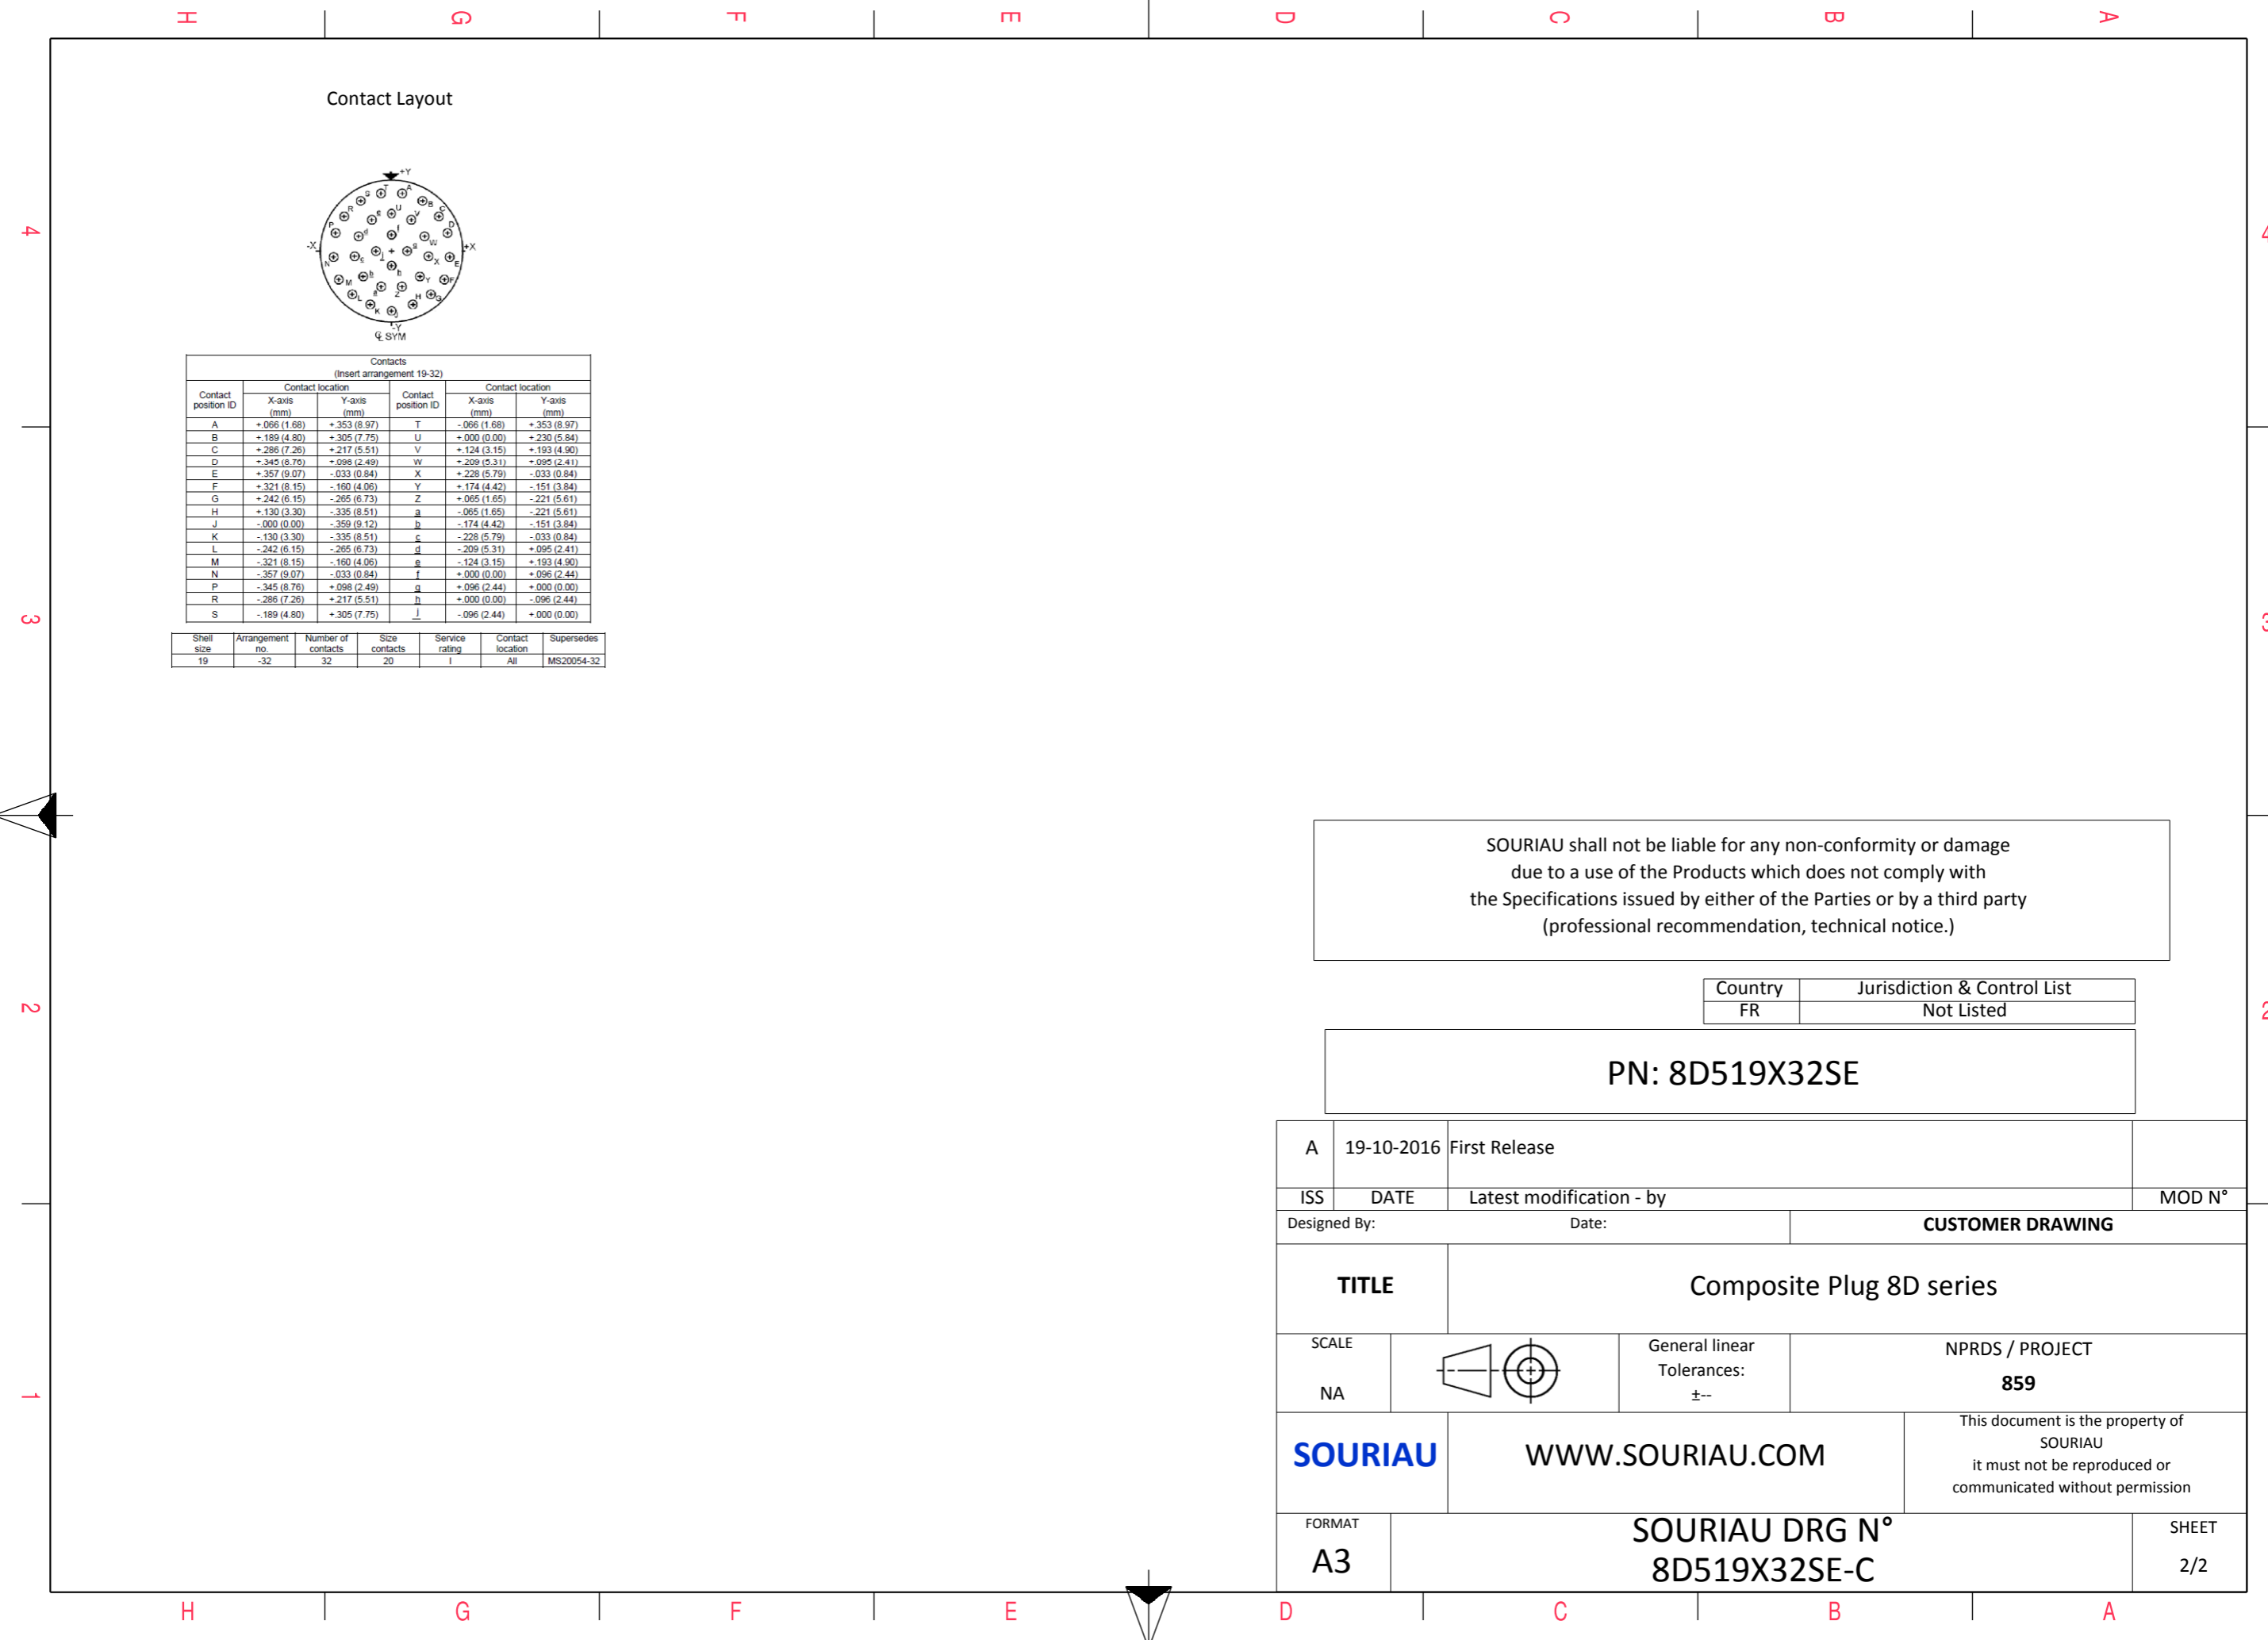 H G F E D C B A
Contact Layout
+Y
T A
S B
R e U V C
P d f W D
-X +X
j g
N c X E
M b h Y F
L a Z H G
K J
-Y
℄ SYM
Contacts
(Insert arrangement 19-32)
Contact position ID Contact location Contact position ID Contact location
X-axis (mm) Y-axis (mm) X-axis (mm) Y-axis (mm)
A +.066 (1.68) +.353 (8.97) T -.066 (1.68) +.353 (8.97)
B +.189 (4.80) +.305 (7.75) U +.000 (0.00) +.230 (5.84)
C +.286 (7.26) +.217 (5.51) V +.124 (3.15) +.193 (4.90)
D +.345 (8.76) +.098 (2.49) W +.209 (5.31) +.095 (2.41)
E +.357 (9.07) -.033 (0.84) X +.228 (5.79) -.033 (0.84)
F +.321 (8.15) -.160 (4.06) Y +.174 (4.42) -.151 (3.84)
G +.242 (6.15) -.265 (6.73) Z +.065 (1.65) -.221 (5.61)
H +.130 (3.30) -.335 (8.51) a -.065 (1.65) -.221 (5.61)
J -.000 (0.00) -.359 (9.12) b -.174 (4.42) -.151 (3.84)
K -.130 (3.30) -.335 (8.51) c -.228 (5.79) -.033 (0.84)
L -.242 (6.15) -.265 (6.73) d -.209 (5.31) +.095 (2.41)
M -.321 (8.15) -.160 (4.06) e -.124 (3.15) +.193 (4.90)
N -.357 (9.07) -.033 (0.84) f +.000 (0.00) +.096 (2.44)
P -.345 (8.76) +.098 (2.49) g +.096 (2.44) +.000 (0.00)
R -.286 (7.26) +.217 (5.51) h +.000 (0.00) -.096 (2.44)
S -.189 (4.80) +.305 (7.75) j -.096 (2.44) +.000 (0.00)
Shell size Arrangement no. Number of contacts Size contacts Service rating Contact location Supersedes
19 -32 32 20 I All MS20054-32
4 4
3 3
2 2
1
SOURIAU shall not be liable for any non-conformity or damage
due to a use of the Products which does not comply with
the Specifications issued by either of the Parties or by a third party
(professional recommendation, technical notice.)
Country Jurisdiction & Control List
FR Not Listed
PN: 8D519X32SE
A 19-10-2016 First Release
ISS DATE Latest modification - by MOD N°
Designed By: Date: CUSTOMER DRAWING
TITLE Composite Plug 8D series
SCALE
NA
General linear
Tolerances:
±--
NPRDS / PROJECT
859
SOURIAU WWW.SOURIAU.COM
This document is the property of
SOURIAU
it must not be reproduced or
communicated without permission
FORMAT
A3
SOURIAU DRG N°
8D519X32SE-C
SHEET
2/2
H G F E D C B A